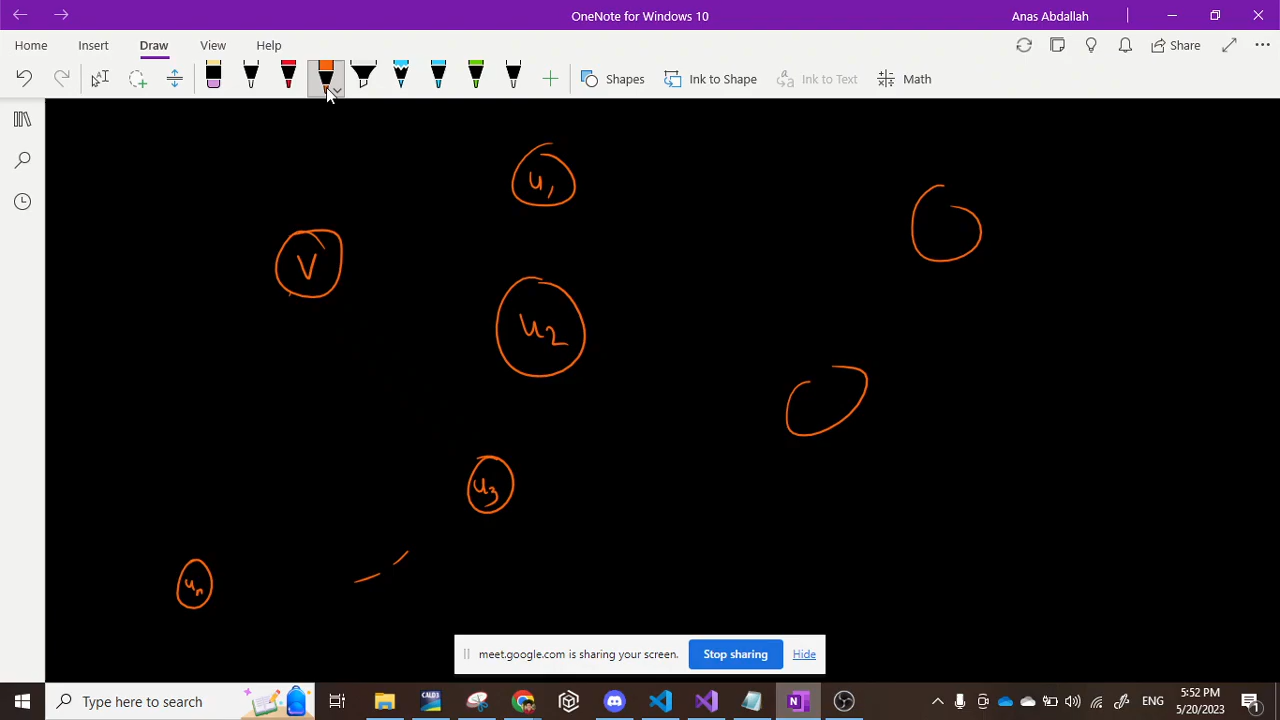 OneNote for Windows 10
Anas Abdallah
Home
Insert
Draw
View
Help
Share
Shapes
Ink to Shape
Ink to Text
Math
u1
V
u2
u3
un
meet.google.com is sharing your screen.
Stop sharing
Hide
Type here to search
CALD3
ENG
5:52 PM
5/20/2023
1